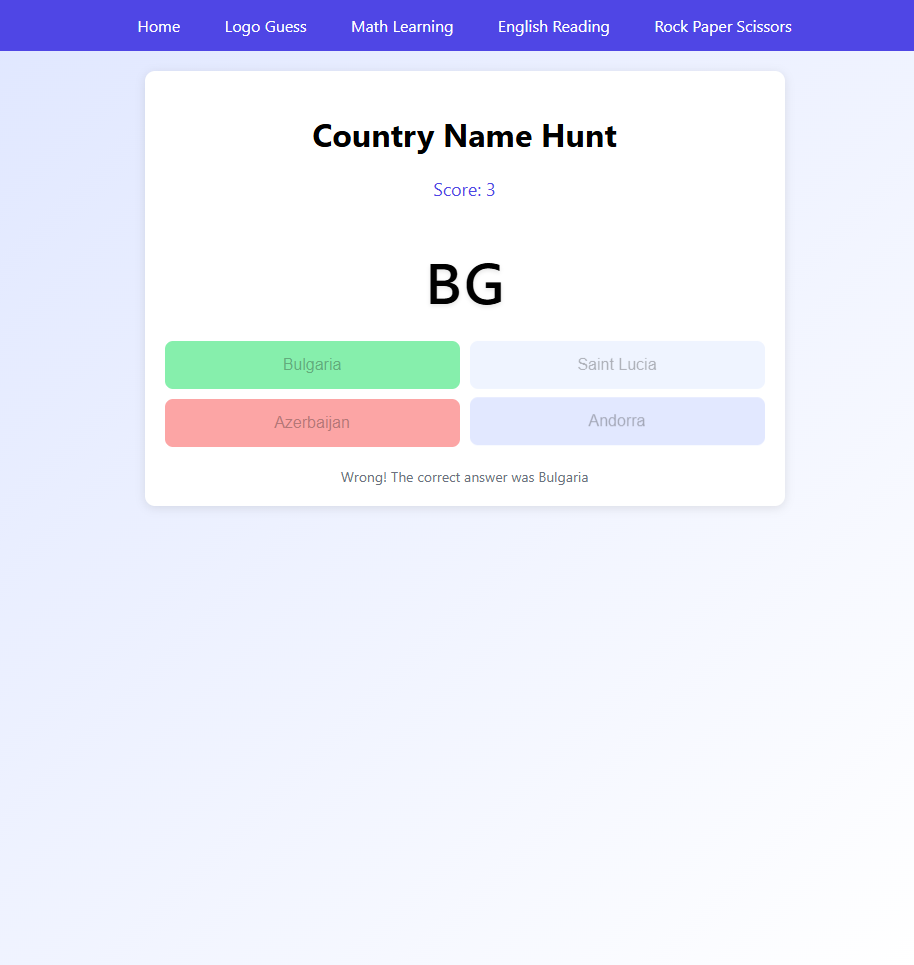 Home Logo Guess Math Learning English Reading Rock Paper Scissors
Country Name Hunt
Score: 3
BG
Bulgaria Saint Lucia
Azerbaijan Andorra
Wrong! The correct answer was Bulgaria